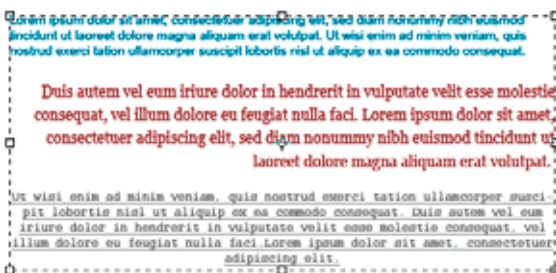 Lorem ipsum dolor sit amet, consectetuer adipiscing elit, sed diam nonummy nibh euismod
tincidunt ut laoreet dolore magna aliquam erat volutpat. Ut wisi enim ad minim veniam, quis
nostrud exerci tation ullamcorper suscipit lobortis nisl ut aliquip ex ea commodo consequat.
Duis autem vel eum iriure dolor in hendrerit in vulputate velit esse molestie
consequat, vel illum dolore eu feugiat nulla faci. Lorem ipsum dolor sit amet,
consectetuer adipiscing elit, sed diam nonummy nibh euismod tincidunt ut
laoreet dolore magna aliquam erat volutpat.
Ut wisi enim ad minim veniam, quis nostrud exerci tation ullamcorper susci-
pit lobortis nisl ut aliquip ex ea commodo consequat. Duis autem vel eum
iriure dolor in hendrerit in vulputate velit esse molestie consequat, vel
illum dolore eu feugiat nulla faci.Lorem ipsum dolor sit amet, consectetuer
adipiscing elit.